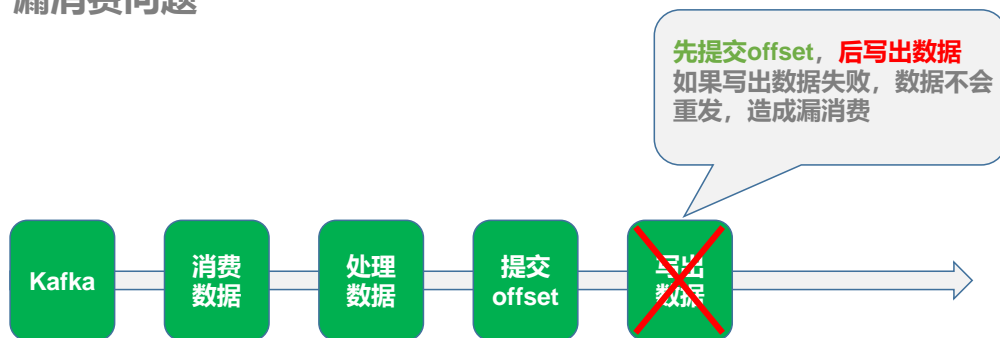 漏消费问题
先提交offset，后写出数据
如果写出数据失败，数据不会
重发，造成漏消费
Kafka
消费
数据
处理
数据
提交
offset
写出
数据